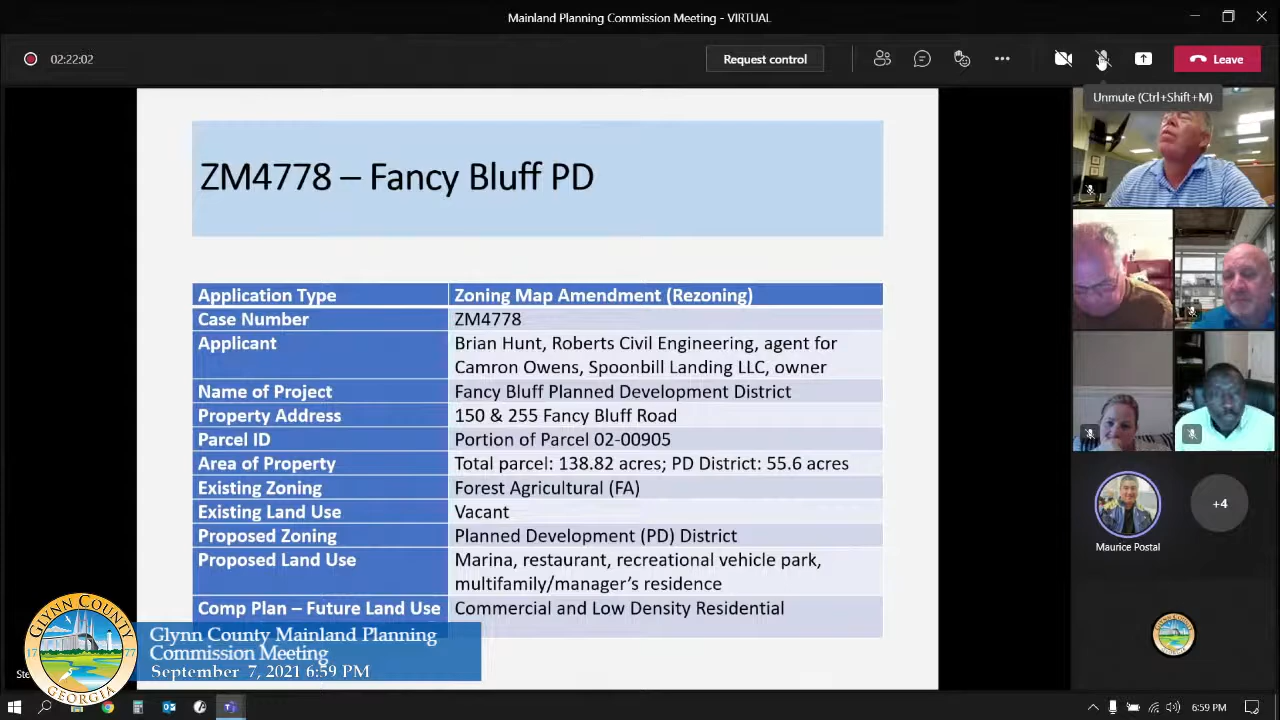 Mainland Planning Commission Meeting - VIRTUAL
02:22:02
Request control
Leave
Unmute (Ctrl+Shift+M)
ZM4778 – Fancy Bluff PD
Application Type Zoning Map Amendment (Rezoning)
Case Number ZM4778
Applicant Brian Hunt, Roberts Civil Engineering, agent for
Camron Owens, Spoonbill Landing LLC, owner
Name of Project Fancy Bluff Planned Development District
Property Address 150 & 255 Fancy Bluff Road
Parcel ID Portion of Parcel 02-00905
Area of Property Total parcel: 138.82 acres; PD District: 55.6 acres
Existing Zoning Forest Agricultural (FA)
Existing Land Use Vacant
Proposed Zoning Planned Development (PD) District
Proposed Land Use Marina, restaurant, recreational vehicle park,
multifamily/manager's residence
Comp Plan – Future Land Use Commercial and Low Density Residential
+4
Maurice Postal
GLYNN COUNTY
1777
GEORGIA
Glynn County Mainland Planning
Commission Meeting
September 7, 2021 6:59 PM
Ste
6:59 PM